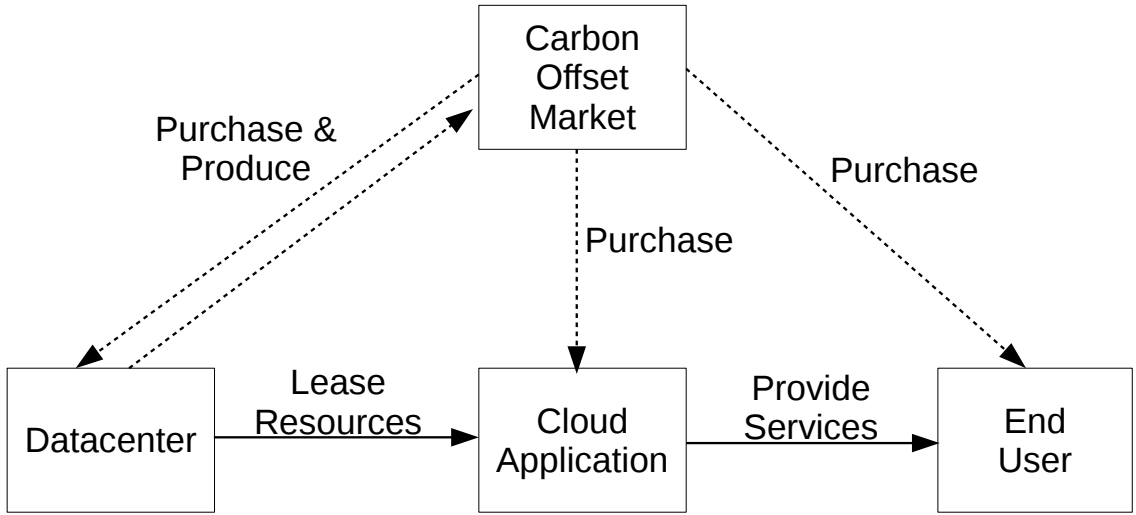 Carbon
Offset
Market
Purchase &
Produce
Purchase
Purchase
Lease
Resources
Provide
Services
Datacenter
Cloud
Application
End
User